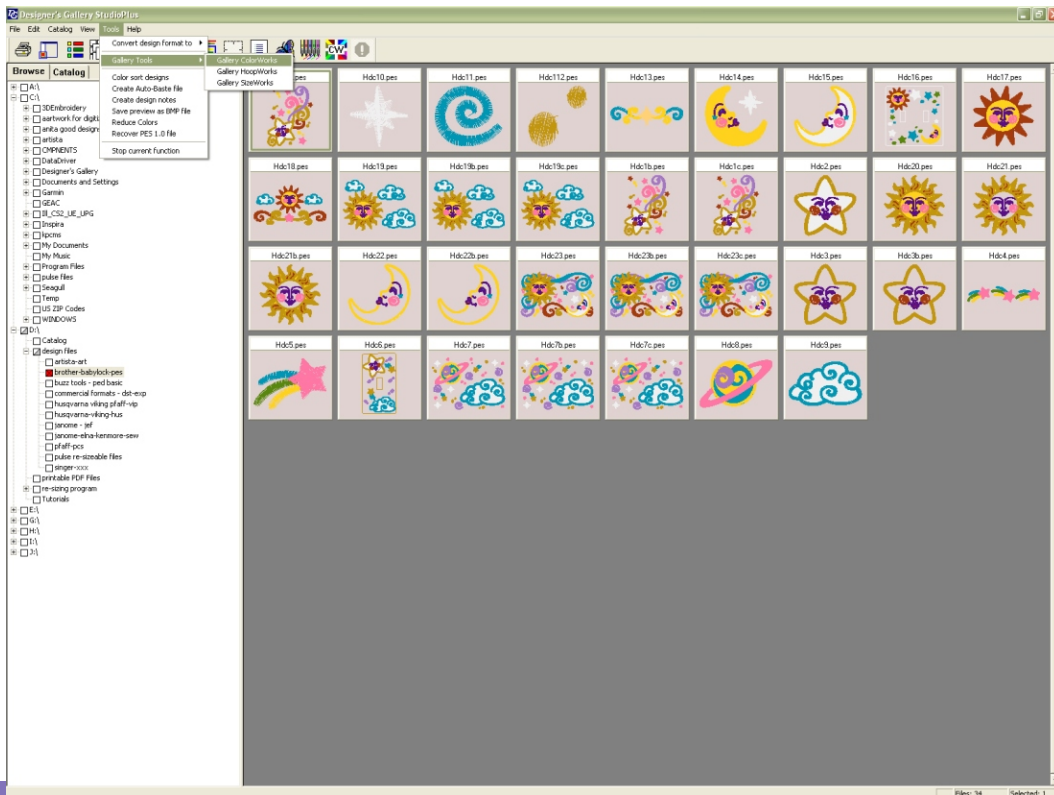 Designer's Gallery StudioPlus
File Edit Catalog View Tools Help
Convert design format to
Gallery Tools
Color sort designs
Create Auto-Baste file
Create design notes
Save preview as BMP file
Reduce Colors
Recover PES 1.0 file
Stop current function
Gallery ColorWorks
Gallery HoopWorks
Gallery SizeWorks
CW
Browse Catalog
A:\
C:\
3DEmbroidery
aartwork for digiti
anita good designs
artista
CMPNENTS
DataDriver
Designer's Gallery
Documents and Settings
Garmin
GEAC
Ill_CS2_UE_UPG
Inspira
kpcms
My Documents
My Music
Program Files
pulse files
Seagull
Temp
US ZIP Codes
WINDOWS
D:\
Catalog
design files
artista-art
brother-babylock-pes
buzz tools - ped basic
commercial formats - dst-exp
husqvarna viking pfaff-vip
husqvarna-viking-hus
janome - jef
janome-elna-kenmore-sew
pfaff-pcs
pulse re-sizeable files
singer-xxx
printable PDF Files
re-sizing program
Tutorials
E:\
G:\
H:\
I:\
J:\
.pes Hdc10.pes Hdc11.pes Hdc112.pes Hdc13.pes Hdc14.pes Hdc15.pes Hdc16.pes Hdc17.pes
Hdc18.pes Hdc19.pes Hdc19b.pes Hdc19c.pes Hdc1b.pes Hdc1c.pes Hdc2.pes Hdc20.pes Hdc21.pes
Hdc21b.pes Hdc22.pes Hdc22b.pes Hdc23.pes Hdc23b.pes Hdc23c.pes Hdc3.pes Hdc3b.pes Hdc4.pes
Hdc5.pes Hdc6.pes Hdc7.pes Hdc7b.pes Hdc7c.pes Hdc8.pes Hdc9.pes
Files: 34 Selected: 1